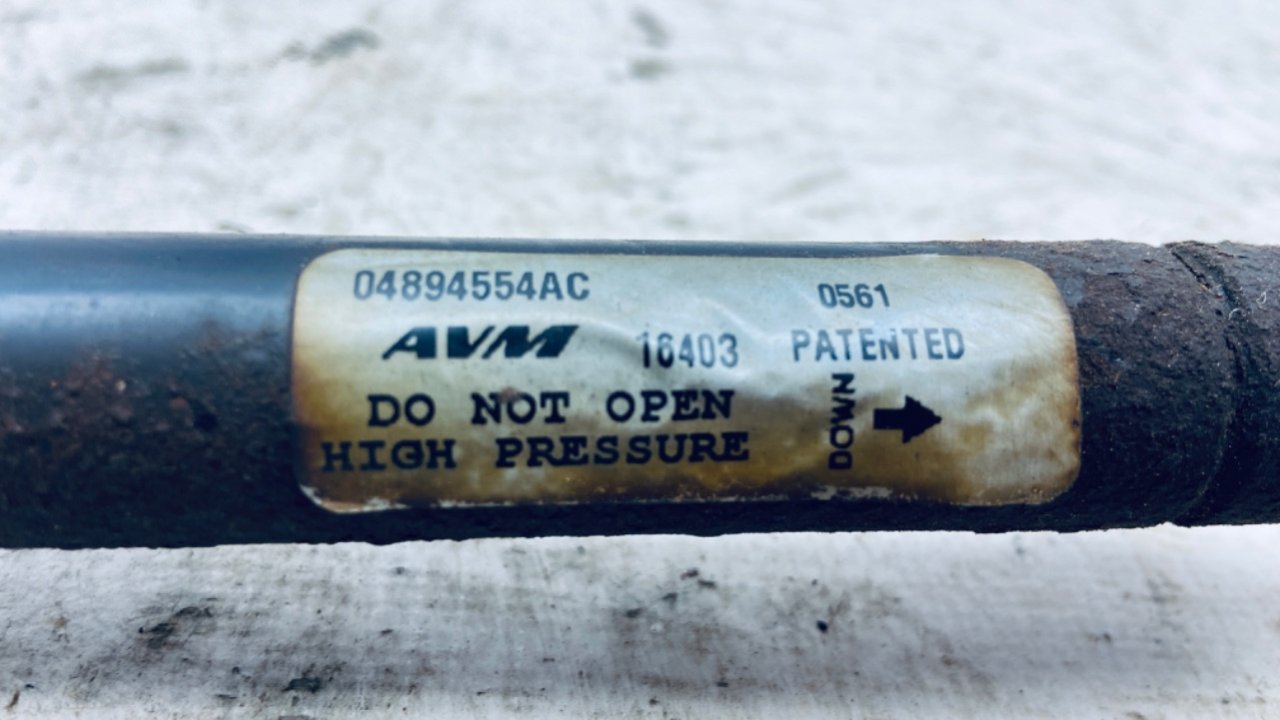 04894554AC 0561
AVM 16403 PATENTED
DO NOT OPEN
HIGH PRESSURE
DOWN